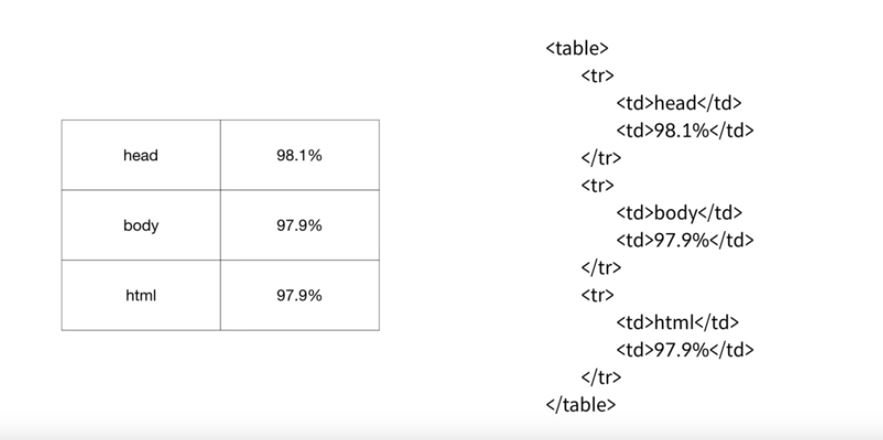 head 98.1%
body 97.9%
html 97.9%
<table>
<tr>
<td>head</td>
<td>98.1%</td>
</tr>
<tr>
<td>body</td>
<td>97.9%</td>
</tr>
<tr>
<td>html</td>
<td>97.9%</td>
</tr>
</table>